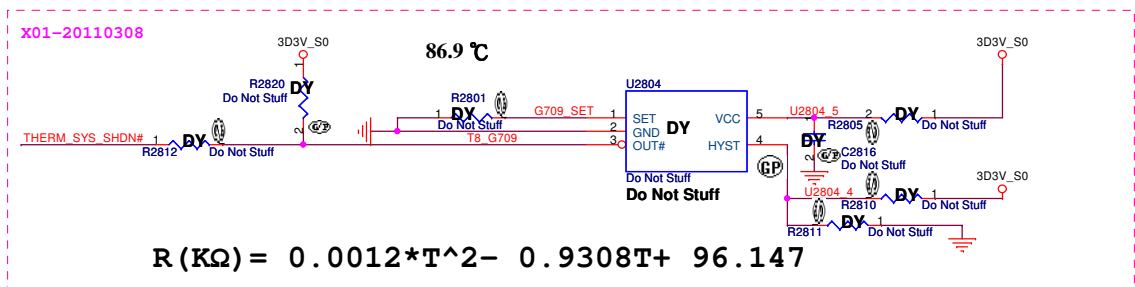 X01-20110308
3D3V_S0
86.9 ℃
3D3V_S0
R2820
DY
Do Not Stuff
1
2
G/P
U2804
R2801
DY
Do Not Stuff
1
G709_SET
1
SET
VCC
5
U2804_5
2
GND
DY
3
OUT#
HYST
4
T8_G709
THERM_SYS_SHDN#
R2812
DY
1
Do Not Stuff
Do Not Stuff
Do Not Stuff
GP
R2805
2
DY
1
Do Not Stuff
1
DY
2
G/P
C2816
Do Not Stuff
3D3V_S0
U2804_4
R2810
DY
1
Do Not Stuff
R2811
DY
1
Do Not Stuff
R(KΩ)= 0.0012*T^2- 0.9308T+ 96.147